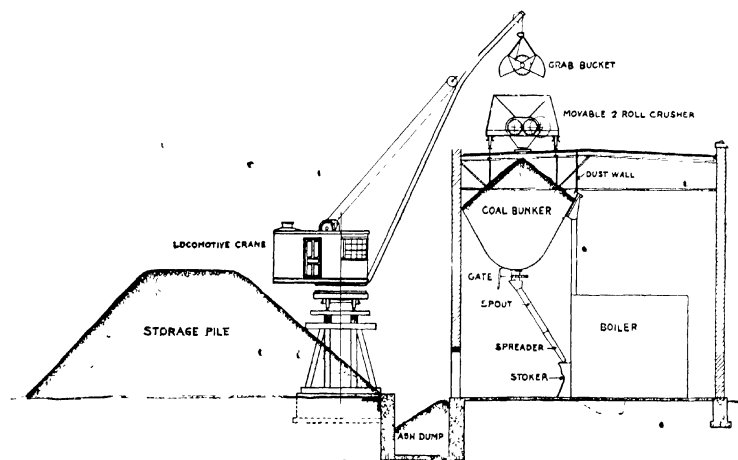 GRAB BUCKET
MOVABLE 2 ROLL CRUSHER
DUST WALL
COAL BUNKER
LOCOMOTIVE CRANE
GATE
SPOUT
STORAGE PILE
BOILER
SPREADER
STOKER
ASH DUMP